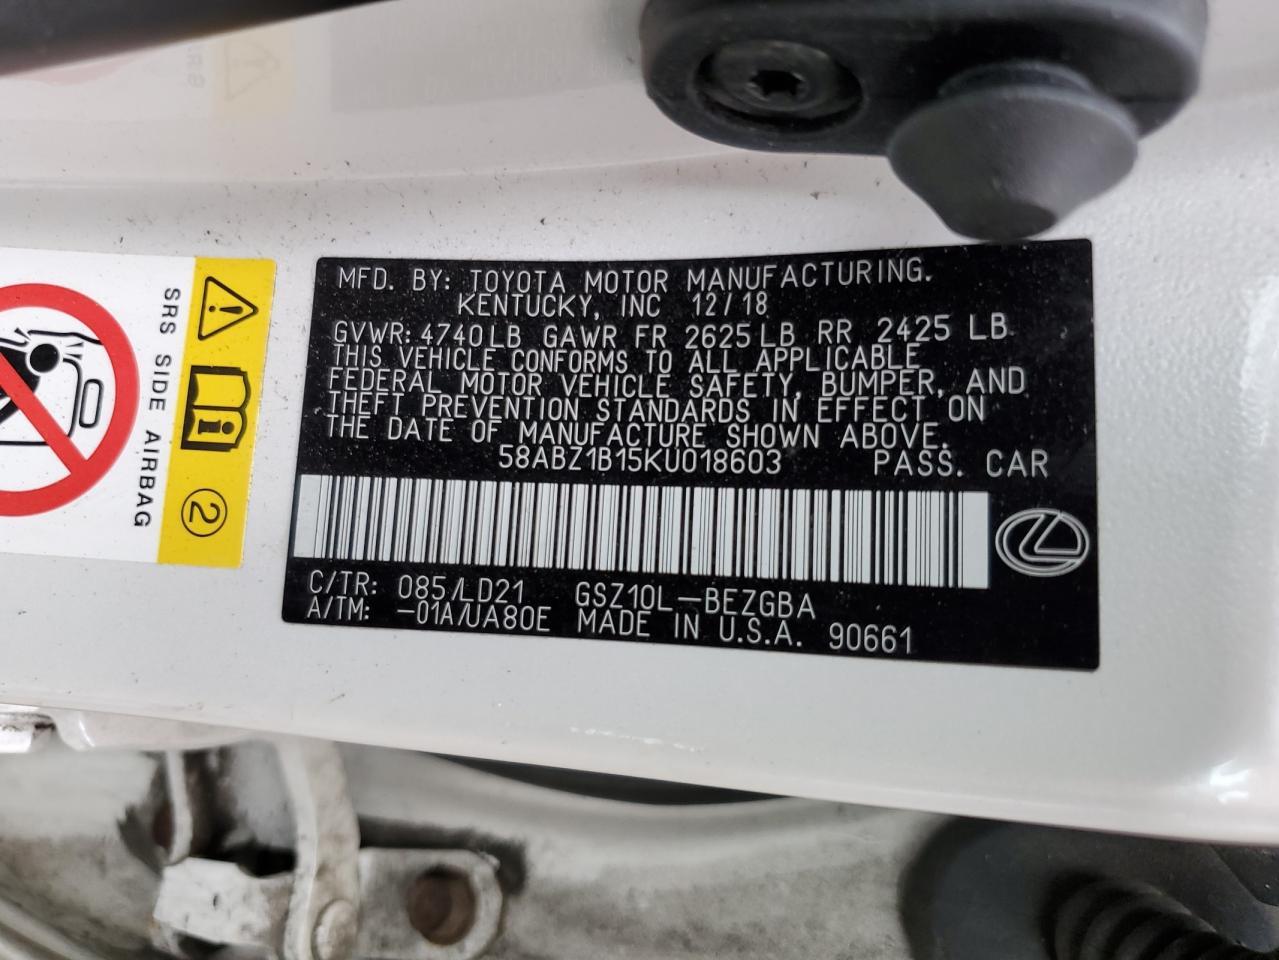 MFD. BY: TOYOTA MOTOR MANUFACTURING.
KENTUCKY, INC 12/18
GVWR: 4740LB GAWR FR 2625LB RR 2425 LB
THIS VEHICLE CONFORMS TO ALL APPLICABLE
FEDERAL MOTOR VEHICLE SAFETY, BUMPER, AND
THEFT PREVENTION STANDARDS IN EFFECT ON
THE DATE OF MANUFACTURE SHOWN ABOVE.
58ABZ1B15KU018603 PASS. CAR
C/TR: 085/LD21 GSZ10L-BEZGBA
A/TM: -01A/UA80E MADE IN U.S.A. 90661
SRS SIDE AIRBAG
2